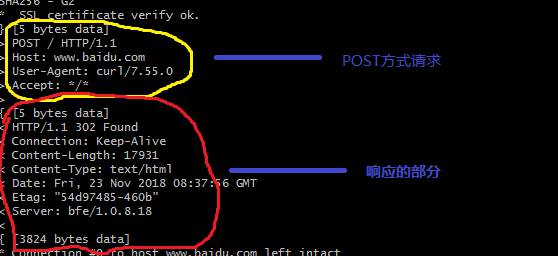 SHA256 - G2
*  SSL certificate verify ok.
} [5 bytes data]
> POST / HTTP/1.1
> Host: www.baidu.com
> User-Agent: curl/7.55.0
> Accept: */*
>
{ [5 bytes data]
< HTTP/1.1 302 Found
< Connection: Keep-Alive
< Content-Length: 17931
< Content-Type: text/html
< Date: Fri, 23 Nov 2018 08:37:56 GMT
< Etag: "54d97485-460b"
< Server: bfe/1.0.8.18
<
{ [3824 bytes data]
* Connection #0 to host www.baidu.com left intact
POST方式请求
响应的部分